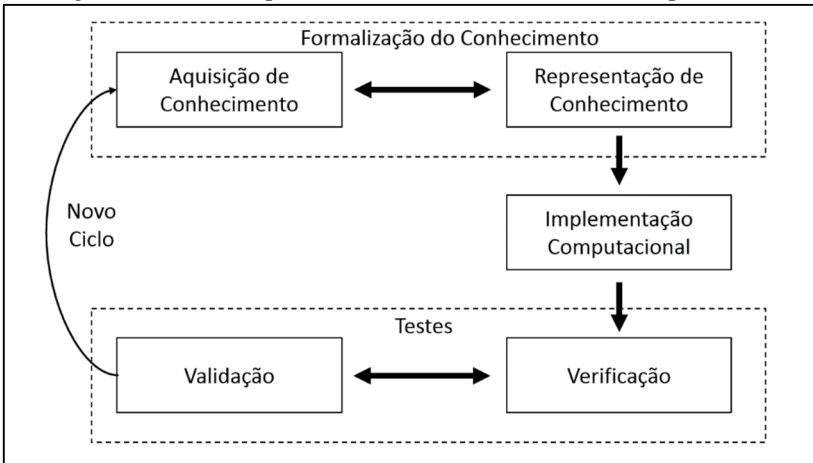 Formalização do Conhecimento
Aquisição de
Conhecimento
Representação de
Conhecimento
Novo
Ciclo
Implementação
Computacional
Testes
Validação
Verificação